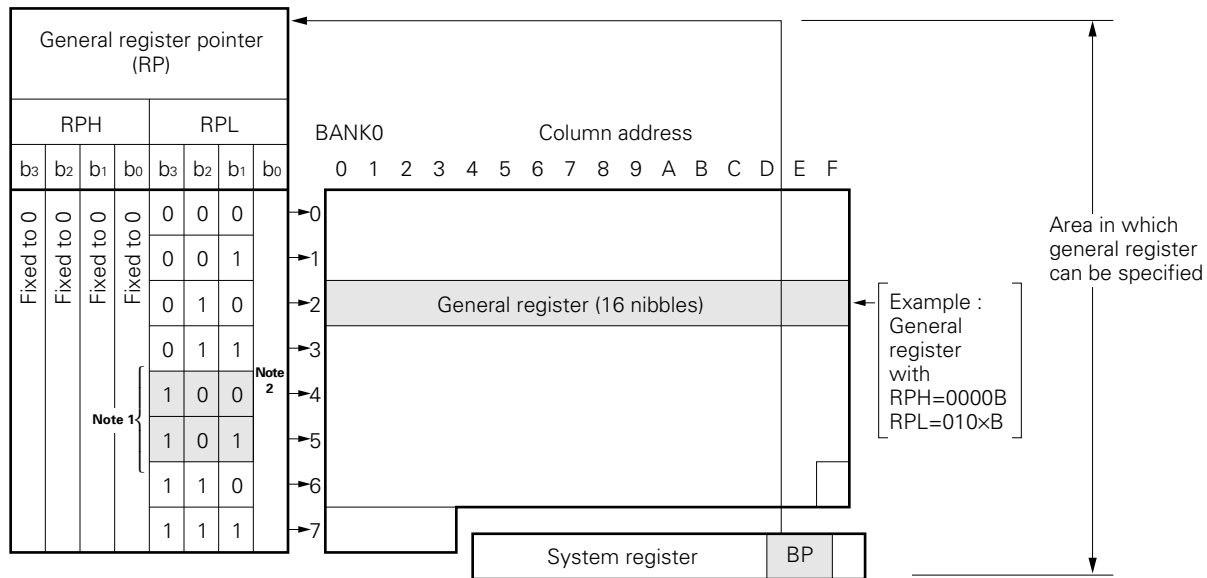 General register pointer
(RP)
RPH RPL
b3 b2 b1 b0 b3 b2 b1 b0
BANK0 Column address
0 1 2 3 4 5 6 7 8 9 A B C D E F
Fixed to 0 Fixed to 0 Fixed to 0 Fixed to 0
0 0 0 0
0 0 1 1
0 1 0 2 General register (16 nibbles)
0 1 1 3
1 0 0 4
1 0 1 5
1 1 0 6
1 1 1 7
Note 1
Note
2
Example :
General
register
with
RPH=0000B
RPL=010×B
Area in which
general register
can be specified
System register BP